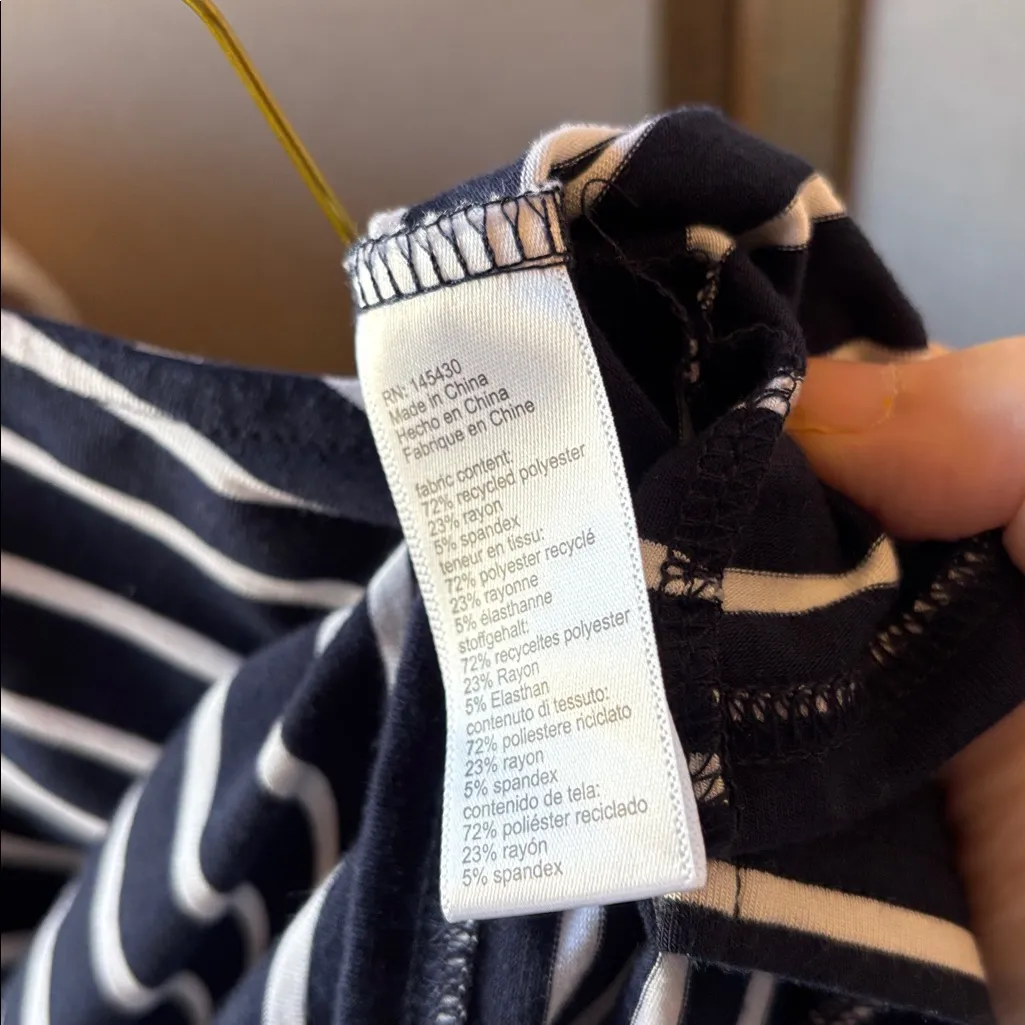 RN: 145430
Made in China
Hecho en China
Fabrique en Chine
fabric content:
72% recycled polyester
23% rayon
5% spandex
teneur en tissu:
72% polyester recyclé
23% rayonne
5% élasthanne
stoffgehalt:
72% recyceltes polyester
23% Rayon
5% Elasthan
contenuto di tessuto:
72% poliestere riciclato
23% rayon
5% spandex
contenido de tela:
72% poliéster reciclado
23% rayón
5% spandex